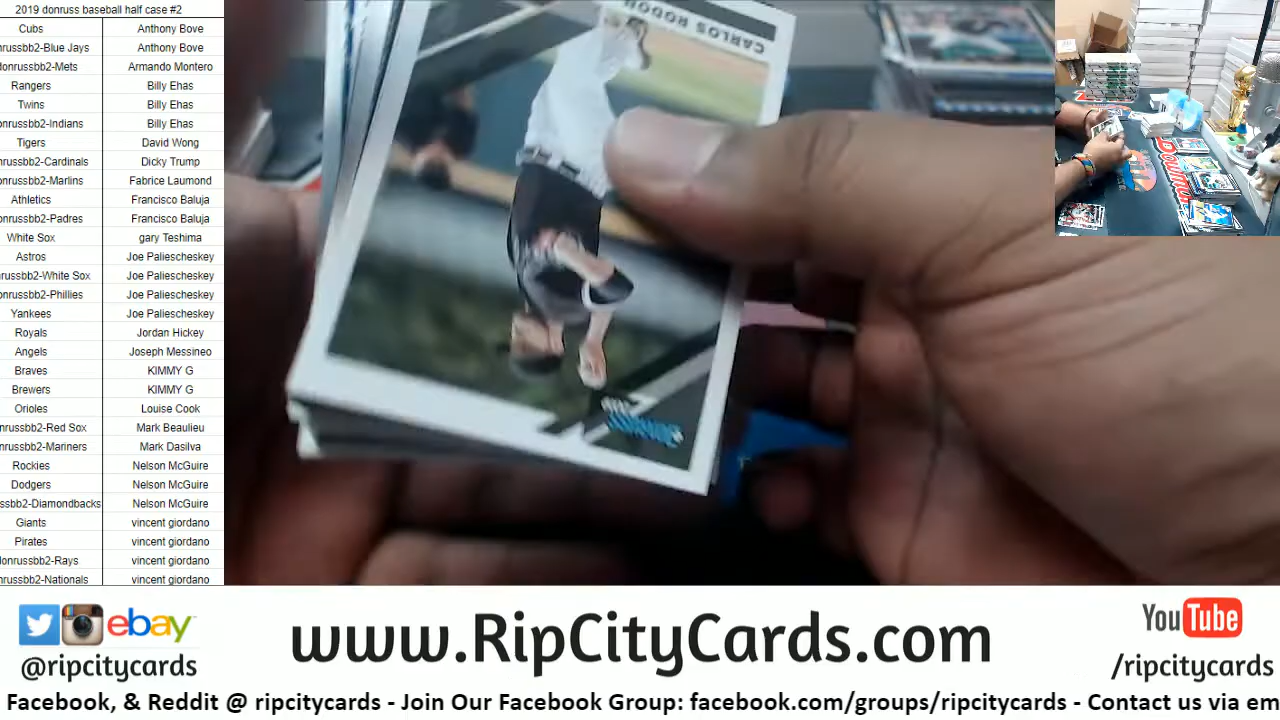 2019 donruss baseball half case #2
Cubs Anthony Bove
onrussbb2-Blue Jays Anthony Bove
donrussbb2-Mets Armando Montero
Rangers Billy Ehas
Twins Billy Ehas
onrussbb2-Indians Billy Ehas
Tigers David Wong
onrussbb2-Cardinals Dicky Trump
onrussbb2-Marlins Fabrice Laumond
Athletics Francisco Baluja
onrussbb2-Padres Francisco Baluja
White Sox gary Teshima
Astros Joe Paliescheskey
nrussbb2-White Sox Joe Paliescheskey
onrussbb2-Phillies Joe Paliescheskey
Yankees Joe Paliescheskey
Royals Jordan Hickey
Angels Joseph Messineo
Braves KIMMY G
Brewers KIMMY G
Orioles Louise Cook
onrussbb2-Red Sox Mark Beaulieu
nrussbb2-Mariners Mark Dasilva
Rockies Nelson McGuire
Dodgers Nelson McGuire
ssbb2-Diamondbacks Nelson McGuire
Giants vincent giordano
Pirates vincent giordano
donrussbb2-Rays vincent giordano
nrussbb2-Nationals vincent giordano
CARLOS RODON
DONRUSS
ebay
@ripcitycards
www.RipCityCards.com
YouTube
/ripcitycards
Facebook, & Reddit @ ripcitycards - Join Our Facebook Group: facebook.com/groups/ripcitycards - Contact us via em